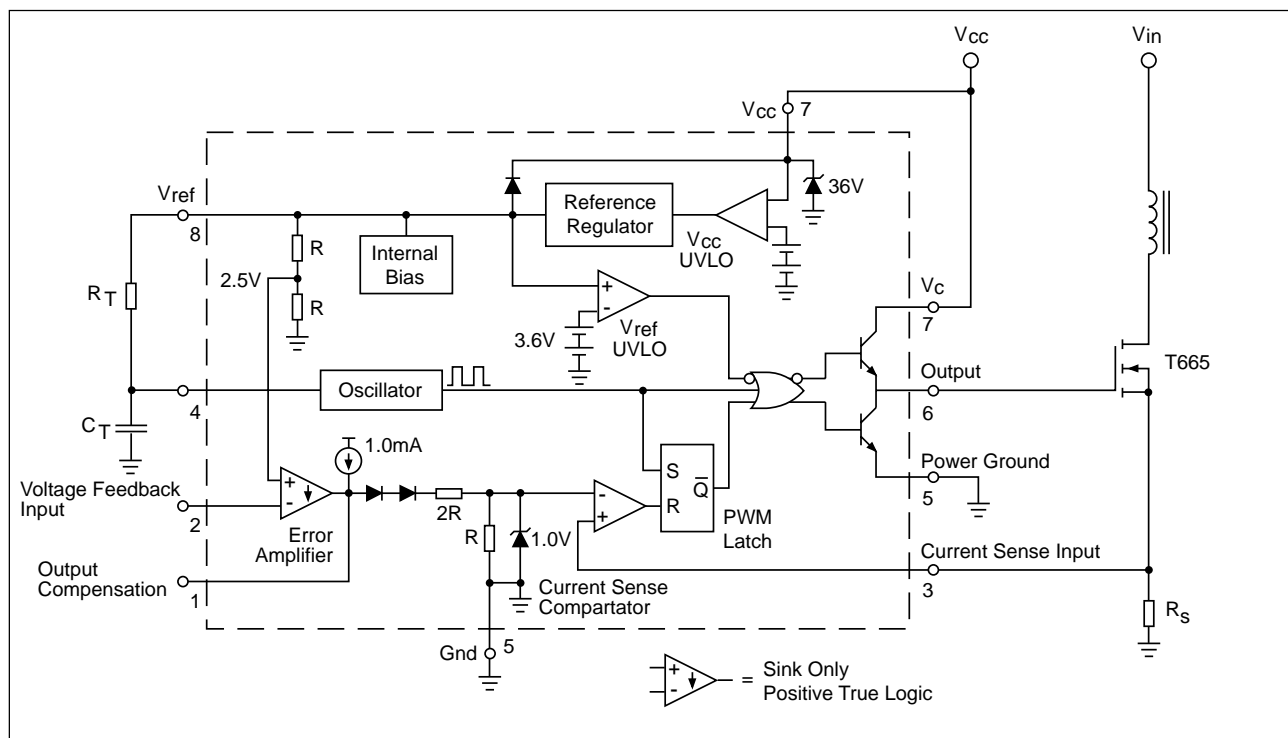 Vcc
Vin
Vcc
7
Vref
8
36V
Reference
Regulator
R
Internal
Bias
Vcc
UVLO
2.5V
RT
R
+
-
3.6V
Vref
UVLO
Vc
7
T665
Output
6
Oscillator
4
CT
1.0mA
Power Ground
5
S
Q
R
PWM
Latch
Voltage Feedback
Input
2
+
-
Error
Amplifier
2R
R
1.0V
-
+
Current Sense Input
3
Output
Compensation
1
Current Sense
Compartator
Rs
Gnd
5
+
-
= Sink Only
Positive True Logic